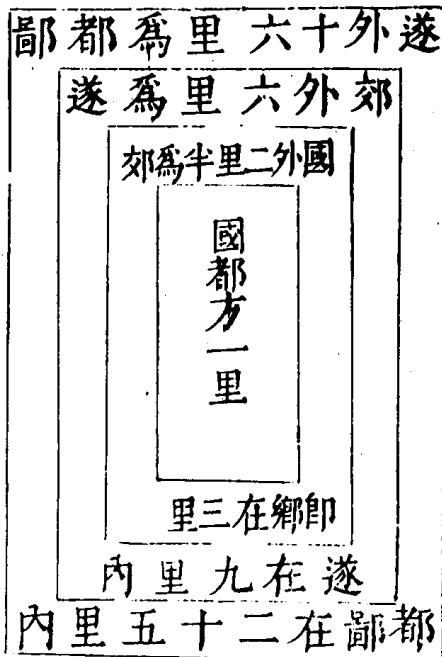 遂外十六里爲都鄙
郊外六里爲遂
國外二里半爲郊
國都方一里
即鄉在三里
遂在九里內
都鄙在二十五里內